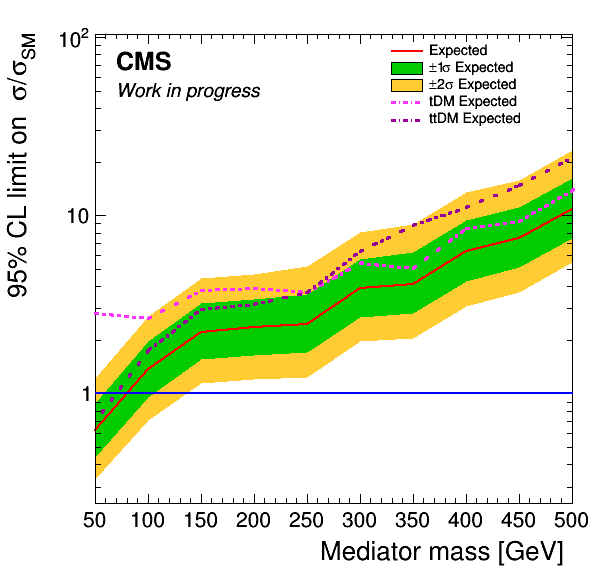 95% CL limit on σ/σSM
10²
10
1
CMS
Work in progress
Expected
±1σ Expected
±2σ Expected
tDM Expected
ttDM Expected
50 100 150 200 250 300 350 400 450 500
Mediator mass [GeV]